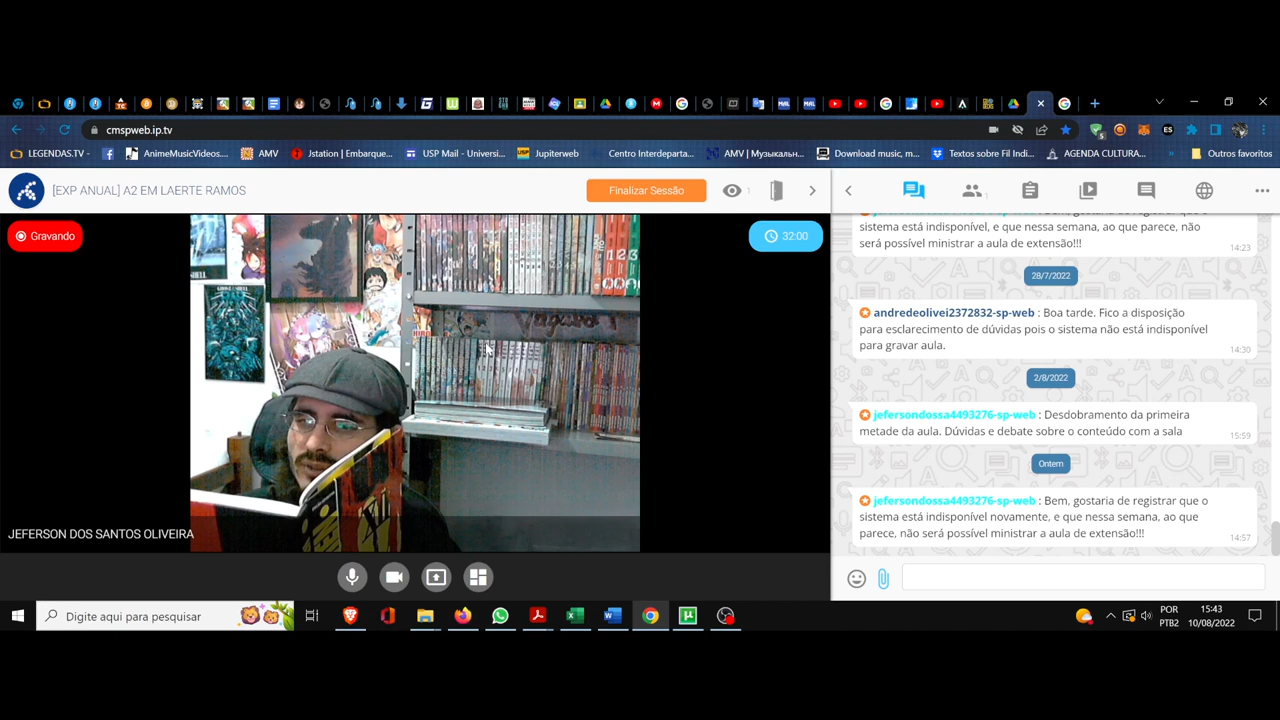 cmspweb.ip.tv
LEGENDAS.TV -
AnimeMusicVideos....
AMV
Jstation | Embarque...
USP Mail - Universi...
Jupiterweb
Centro Interdeparta...
AMV | Музыкальн...
Download music, m...
Textos sobre Fil Indi...
AGENDA CULTURA...
Outros favoritos
[EXP ANUAL] A2 EM LAERTE RAMOS
Finalizar Sessão
1
1
Gravando
32:00
JEFERSON DOS SANTOS OLIVEIRA
sistema está indisponível, e que nessa semana, ao que parece, não
será possível ministrar a aula de extensão!!!
14:23
28/7/2022
andredeolivei2372832-sp-web : Boa tarde. Fico a disposição
para esclarecimento de dúvidas pois o sistema não está indisponível
para gravar aula.
14:30
2/8/2022
jefersondossa4493276-sp-web : Desdobramento da primeira
metade da aula. Dúvidas e debate sobre o conteúdo com a sala
15:59
Ontem
jefersondossa4493276-sp-web : Bem, gostaria de registrar que o
sistema está indisponível novamente, e que nessa semana, ao que
parece, não será possível ministrar a aula de extensão!!!
14:57
Digite aqui para pesquisar
POR
PTB2
15:43
10/08/2022